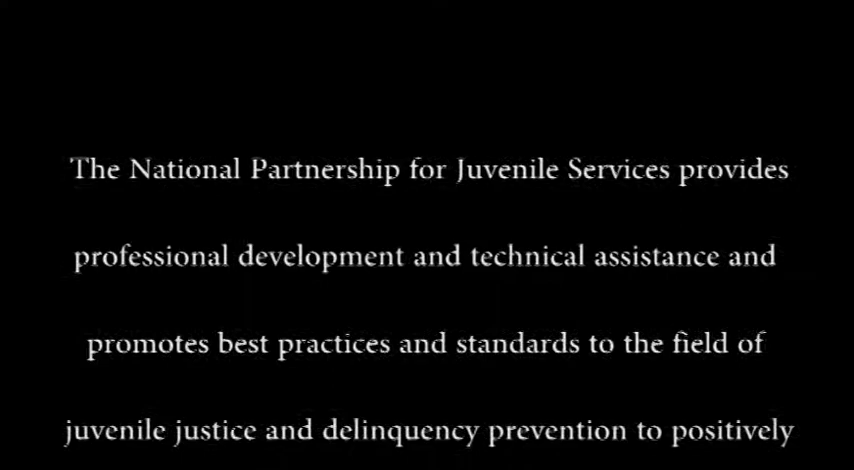 The National Partnership for Juvenile Services provides
professional development and technical assistance and
promotes best practices and standards to the field of
juvenile justice and delinquency prevention to positively